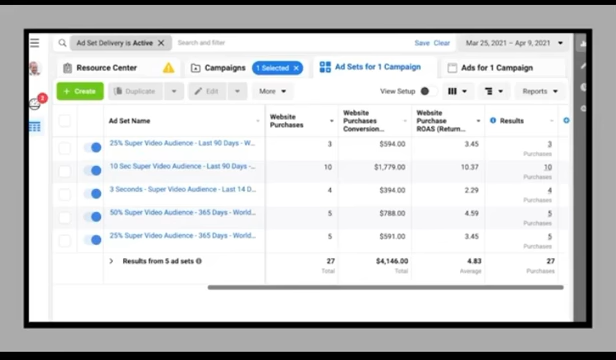 Ad Set Delivery is Active ✕ Search and filter Save Clear Mar 25, 2021 – Apr 9, 2021
Resource Center Campaigns 1 Selected ✕ Ad Sets for 1 Campaign Ads for 1 Campaign
+ Create Duplicate Edit More View Setup Reports
Ad Set Name Website Purchases Website Purchases Conversion... Website Purchase ROAS (Return... Results
25% Super Video Audience - Last 90 Days - W... 3 $594.00 3.45 3
Purchases
10 Sec Super Video Audience - Last 90 Days -... 10 $1,779.00 10.37 10
Purchases
3 Seconds - Super Video Audience - Last 14 D... 4 $394.00 2.29 4
Purchases
50% Super Video Audience - 365 Days - World... 5 $788.00 4.59 5
Purchases
25% Super Video Audience - 365 Days - World... 5 $591.00 3.45 5
Purchases
Results from 5 ad sets 27 $4,146.00 4.83 27
Total Total Average Purchases